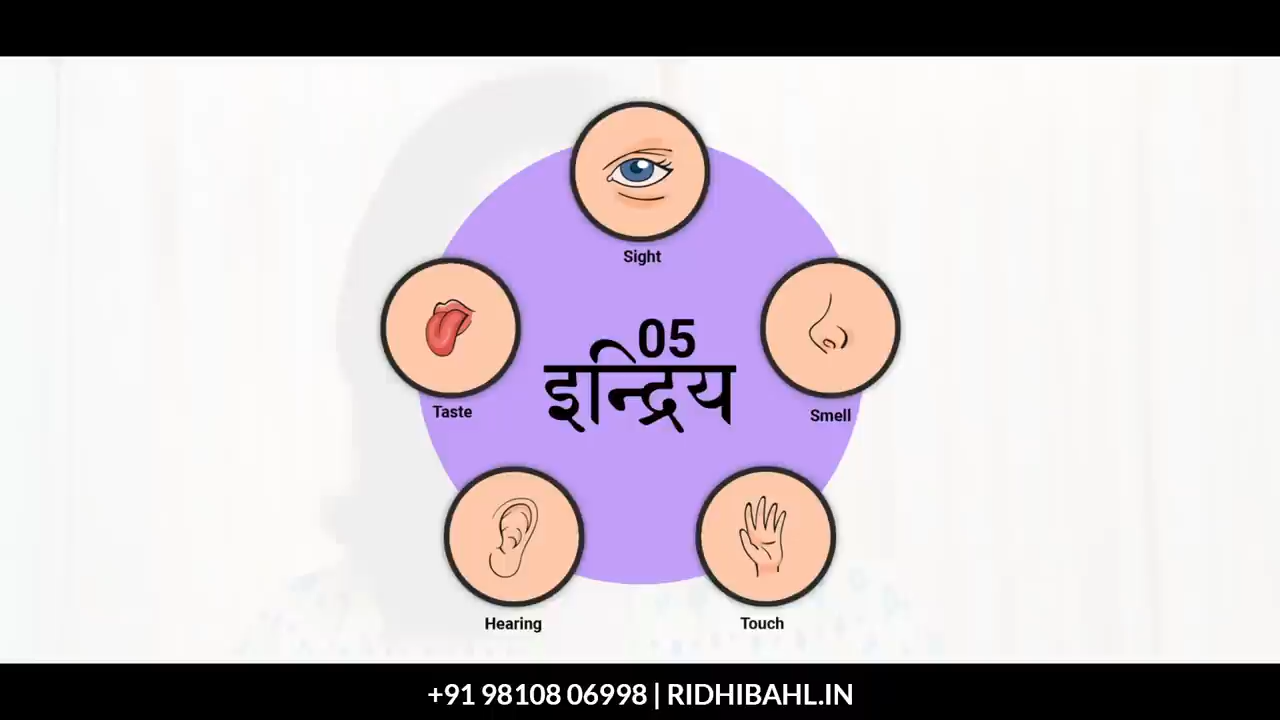 Sight
05
इन्द्रिय
Taste
Smell
Hearing
Touch
+91 98108 06998 | RIDHIBAHL.IN